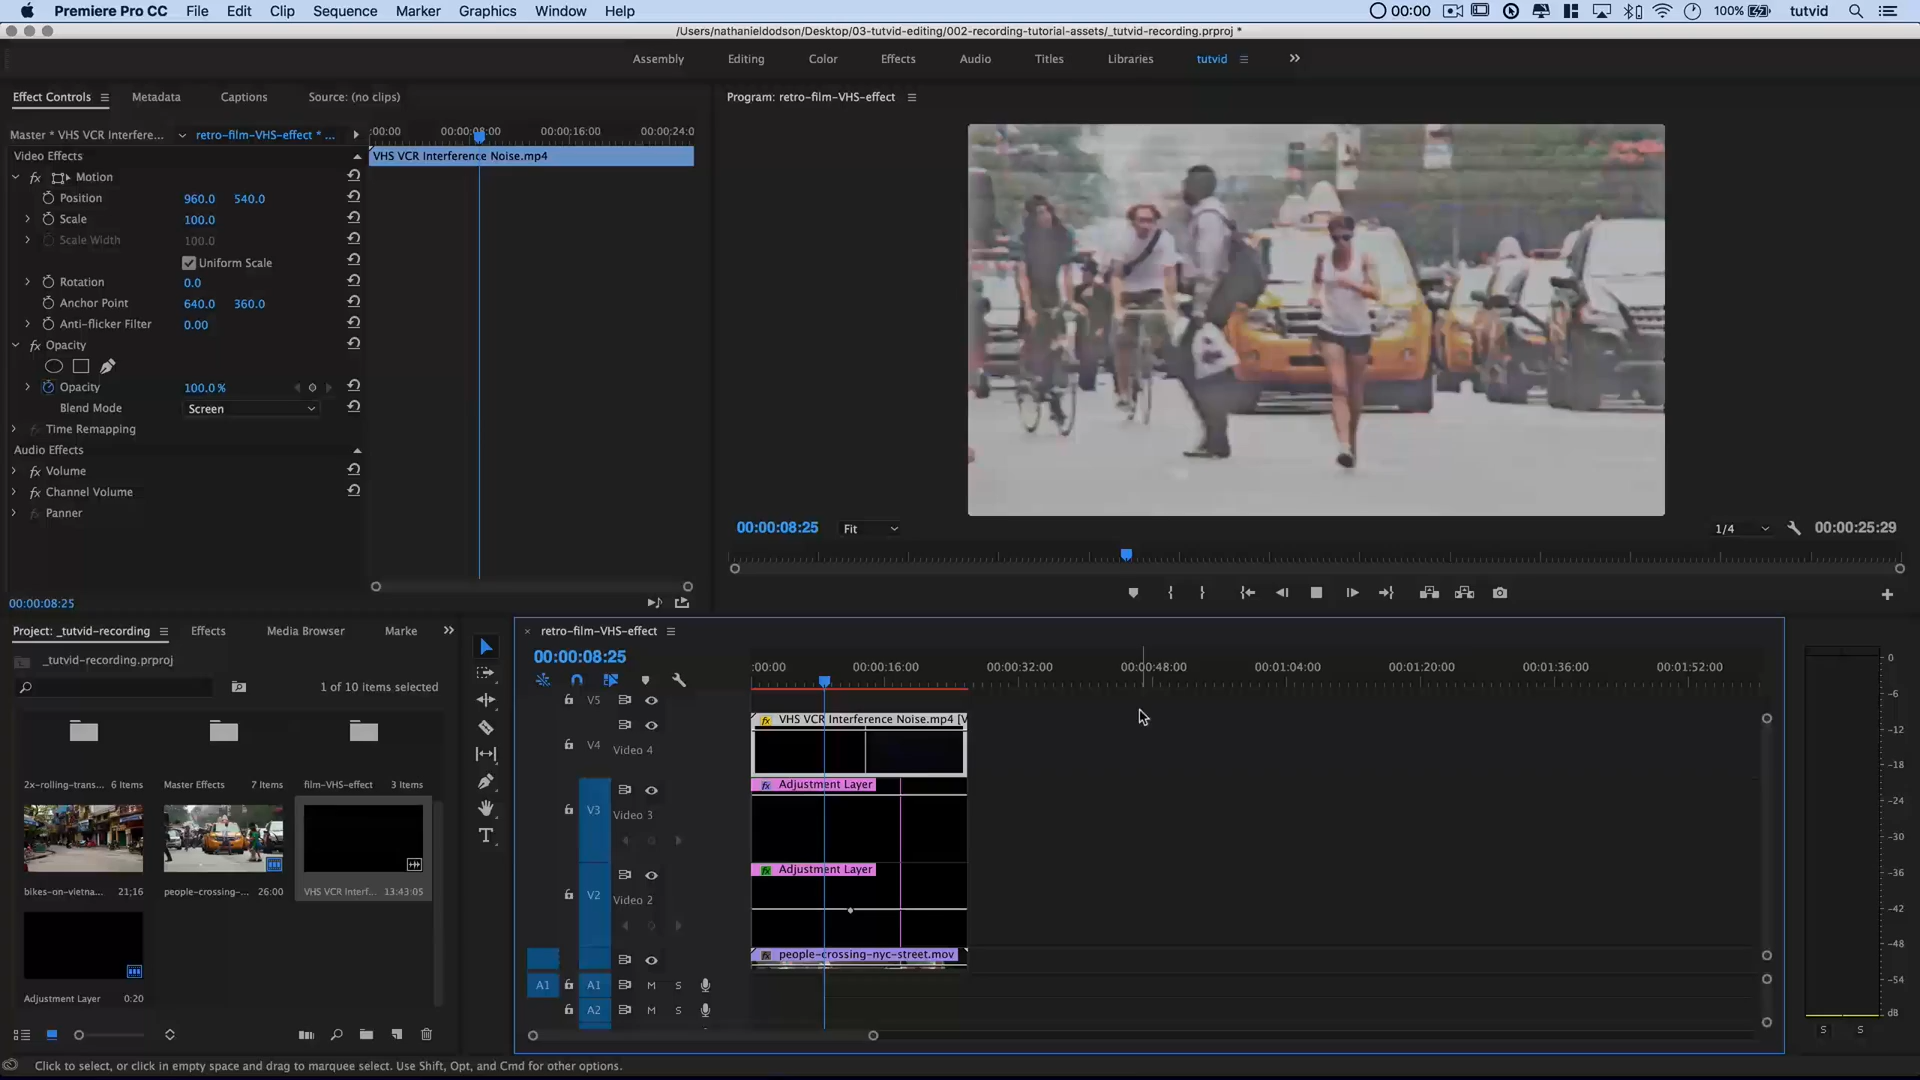 Premiere Pro CC File Edit Clip Sequence Marker Graphics Window Help 00:00 100% tutvid
/Users/nathanieldodson/Desktop/03-tutvid-editing/002-recording-tutorial-assets/_tutvid-recording.prproj *
Assembly Editing Color Effects Audio Titles Libraries tutvid
Effect Controls Metadata Captions Source: (no clips)
Program: retro-film-VHS-effect
Master * VHS VCR Interfere... retro-film-VHS-effect * ...
:00:00 00:00:08:00 00:00:16:00 00:00:24:0
Video Effects
VHS VCR Interference Noise.mp4
fx Motion
Position 960.0 540.0
Scale 100.0
Scale Width 100.0
Uniform Scale
Rotation 0.0
Anchor Point 640.0 360.0
Anti-flicker Filter 0.00
fx Opacity
Opacity 100.0 %
Blend Mode Screen
fx Time Remapping
Audio Effects
fx Volume
fx Channel Volume
fx Panner
00:00:08:25
00:00:08:25 Fit 1/4 00:00:25:29
Project: _tutvid-recording Effects Media Browser Marke
_tutvid-recording.prproj
1 of 10 items selected
2x-rolling-trans... 6 Items
Master Effects 7 Items
film-VHS-effect 3 Items
bikes-on-vietna... 21;16
people-crossing-... 26:00
VHS VCR Interf... 13:43:05
Adjustment Layer 0:20
retro-film-VHS-effect
00:00:08:25
:00:00 00:00:16:00 00:00:32:00 00:00:48:00 00:01:04:00 00:01:20:00 00:01:36:00 00:01:52:00
V5
fx VHS VCR Interference Noise.mp4 [V
V4 Video 4
fx Adjustment Layer
V3 Video 3
fx Adjustment Layer
V2 Video 2
fx people-crossing-nyc-street.mov
A1 A1 M S
A2 M S
0
-6
-12
-18
-24
-30
-36
-42
-48
-54
dB
S S
Click to select, or click in empty space and drag to marquee select. Use Shift, Opt, and Cmd for other options.